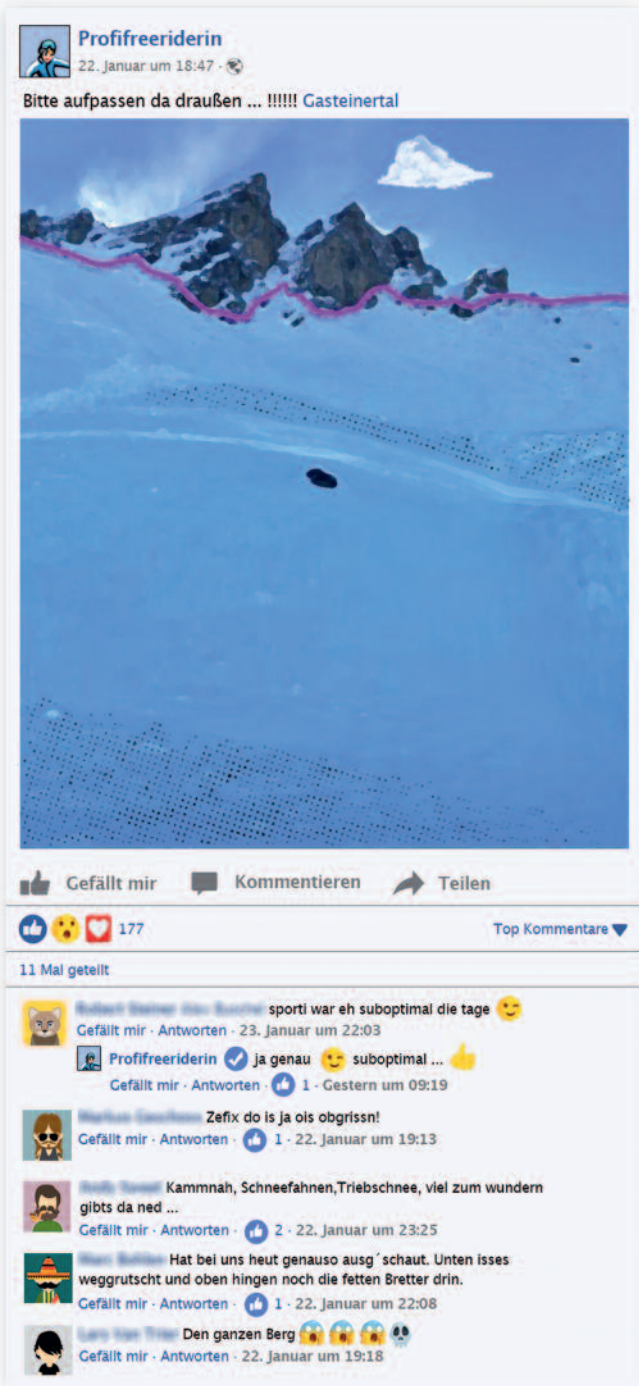 Profifreeriderin
22. Januar um 18:47 ·
Bitte aufpassen da draußen ... !!!!!! Gasteinertal
Gefällt mir Kommentieren Teilen
177 Top Kommentare
11 Mal geteilt
sporti war eh suboptimal die tage
Gefällt mir · Antworten · 23. Januar um 22:03
Profifreeriderin ja genau suboptimal ...
Gefällt mir · Antworten · 1 · Gestern um 09:19
Zefix do is ja ois obgrissn!
Gefällt mir · Antworten · 1 · 22. Januar um 19:13
Kammnah, Schneefahnen,Triebschnee, viel zum wundern
gibts da ned ...
Gefällt mir · Antworten · 2 · 22. Januar um 23:25
Hat bei uns heut genauso ausg´schaut. Unten isses
weggrutscht und oben hingen noch die fetten Bretter drin.
Gefällt mir · Antworten · 1 · 22. Januar um 22:08
Den ganzen Berg
Gefällt mir · Antworten · 22. Januar um 19:18